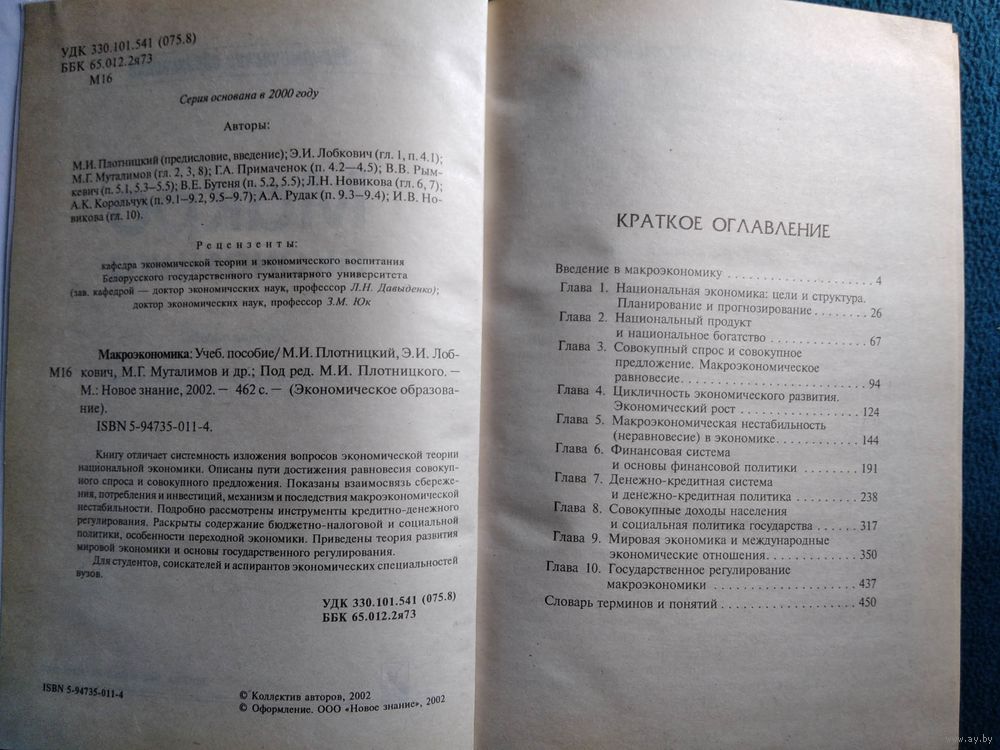 УДК 330.101.541 (075.8)
ББК 65.012.2я73
М16
Серия основана в 2000 году
Авторы:
М.И. Плотницкий (предисловие, введение); Э.И. Лобкович (гл. 1, п. 4.1);
М.Г. Муталимов (гл. 2, 3, 8); Г.А. Примаченок (п. 4.2—4.5); В.В. Рым-
кевич (п. 5.1, 5.3—5.5); В.Е. Бутеня (п. 5.2, 5.5); Л.Н. Новикова (гл. 6, 7);
А.К. Корольчук (п. 9.1—9.2, 9.5—9.7); А.А. Рудак (п. 9.3—9.4); И.В. Но-
викова (гл. 10).
Рецензенты:
кафедра экономической теории и экономического воспитания
Белорусского государственного гуманитарного университета
(зав. кафедрой — доктор экономических наук, профессор Л.Н. Давыденко);
доктор экономических наук, профессор З.М. Юк
Макроэкономика: Учеб. пособие/ М.И. Плотницкий, Э.И. Лоб-
М16 кович, М.Г. Муталимов и др.; Под ред. М.И. Плотницкого. —
М.: Новое знание, 2002. — 462 с. — (Экономическое образова-
ние).
ISBN 5-94735-011-4.
Книгу отличает системность изложения вопросов экономической теории
национальной экономики. Описаны пути достижения равновесия совокуп-
ного спроса и совокупного предложения. Показаны взаимосвязь сбереже-
ния, потребления и инвестиций, механизм и последствия макроэкономической
нестабильности. Подробно рассмотрены инструменты кредитно-денежного
регулирования. Раскрыты содержание бюджетно-налоговой и социальной
политики, особенности переходной экономики. Приведены теория развития
мировой экономики и основы государственного регулирования.
Для студентов, соискателей и аспирантов экономических специальностей
вузов.
УДК 330.101.541 (075.8)
ББК 65.012.2я73
ISBN 5-94735-011-4
© Коллектив авторов, 2002
© Оформление. ООО «Новое знание», 2002
КРАТКОЕ ОГЛАВЛЕНИЕ
Введение в макроэкономику . . . . . . . . . . . . . . . . . . 4
Глава 1. Национальная экономика: цели и структура.
Планирование и прогнозирование . . . . . . . . 26
Глава 2. Национальный продукт
и национальное богатство . . . . . . . . . . . . . 67
Глава 3. Совокупный спрос и совокупное
предложение. Макроэкономическое
равновесие. . . . . . . . . . . . . . . . . . . . . . . 94
Глава 4. Цикличность экономического развития.
Экономический рост . . . . . . . . . . . . . . . 124
Глава 5. Макроэкономическая нестабильность
(неравновесие) в экономике. . . . . . . . . . . 144
Глава 6. Финансовая система
и основы финансовой политики . . . . . . . 191
Глава 7. Денежно-кредитная система
и денежно-кредитная политика . . . . . . . . 238
Глава 8. Совокупные доходы населения
и социальная политика государства . . . . . . 317
Глава 9. Мировая экономика и международные
экономические отношения. . . . . . . . . . . . 350
Глава 10. Государственное регулирование
макроэкономики . . . . . . . . . . . . . . . . . . 437
Словарь терминов и понятий . . . . . . . . . . . . . . . . . 450
www.ay.by